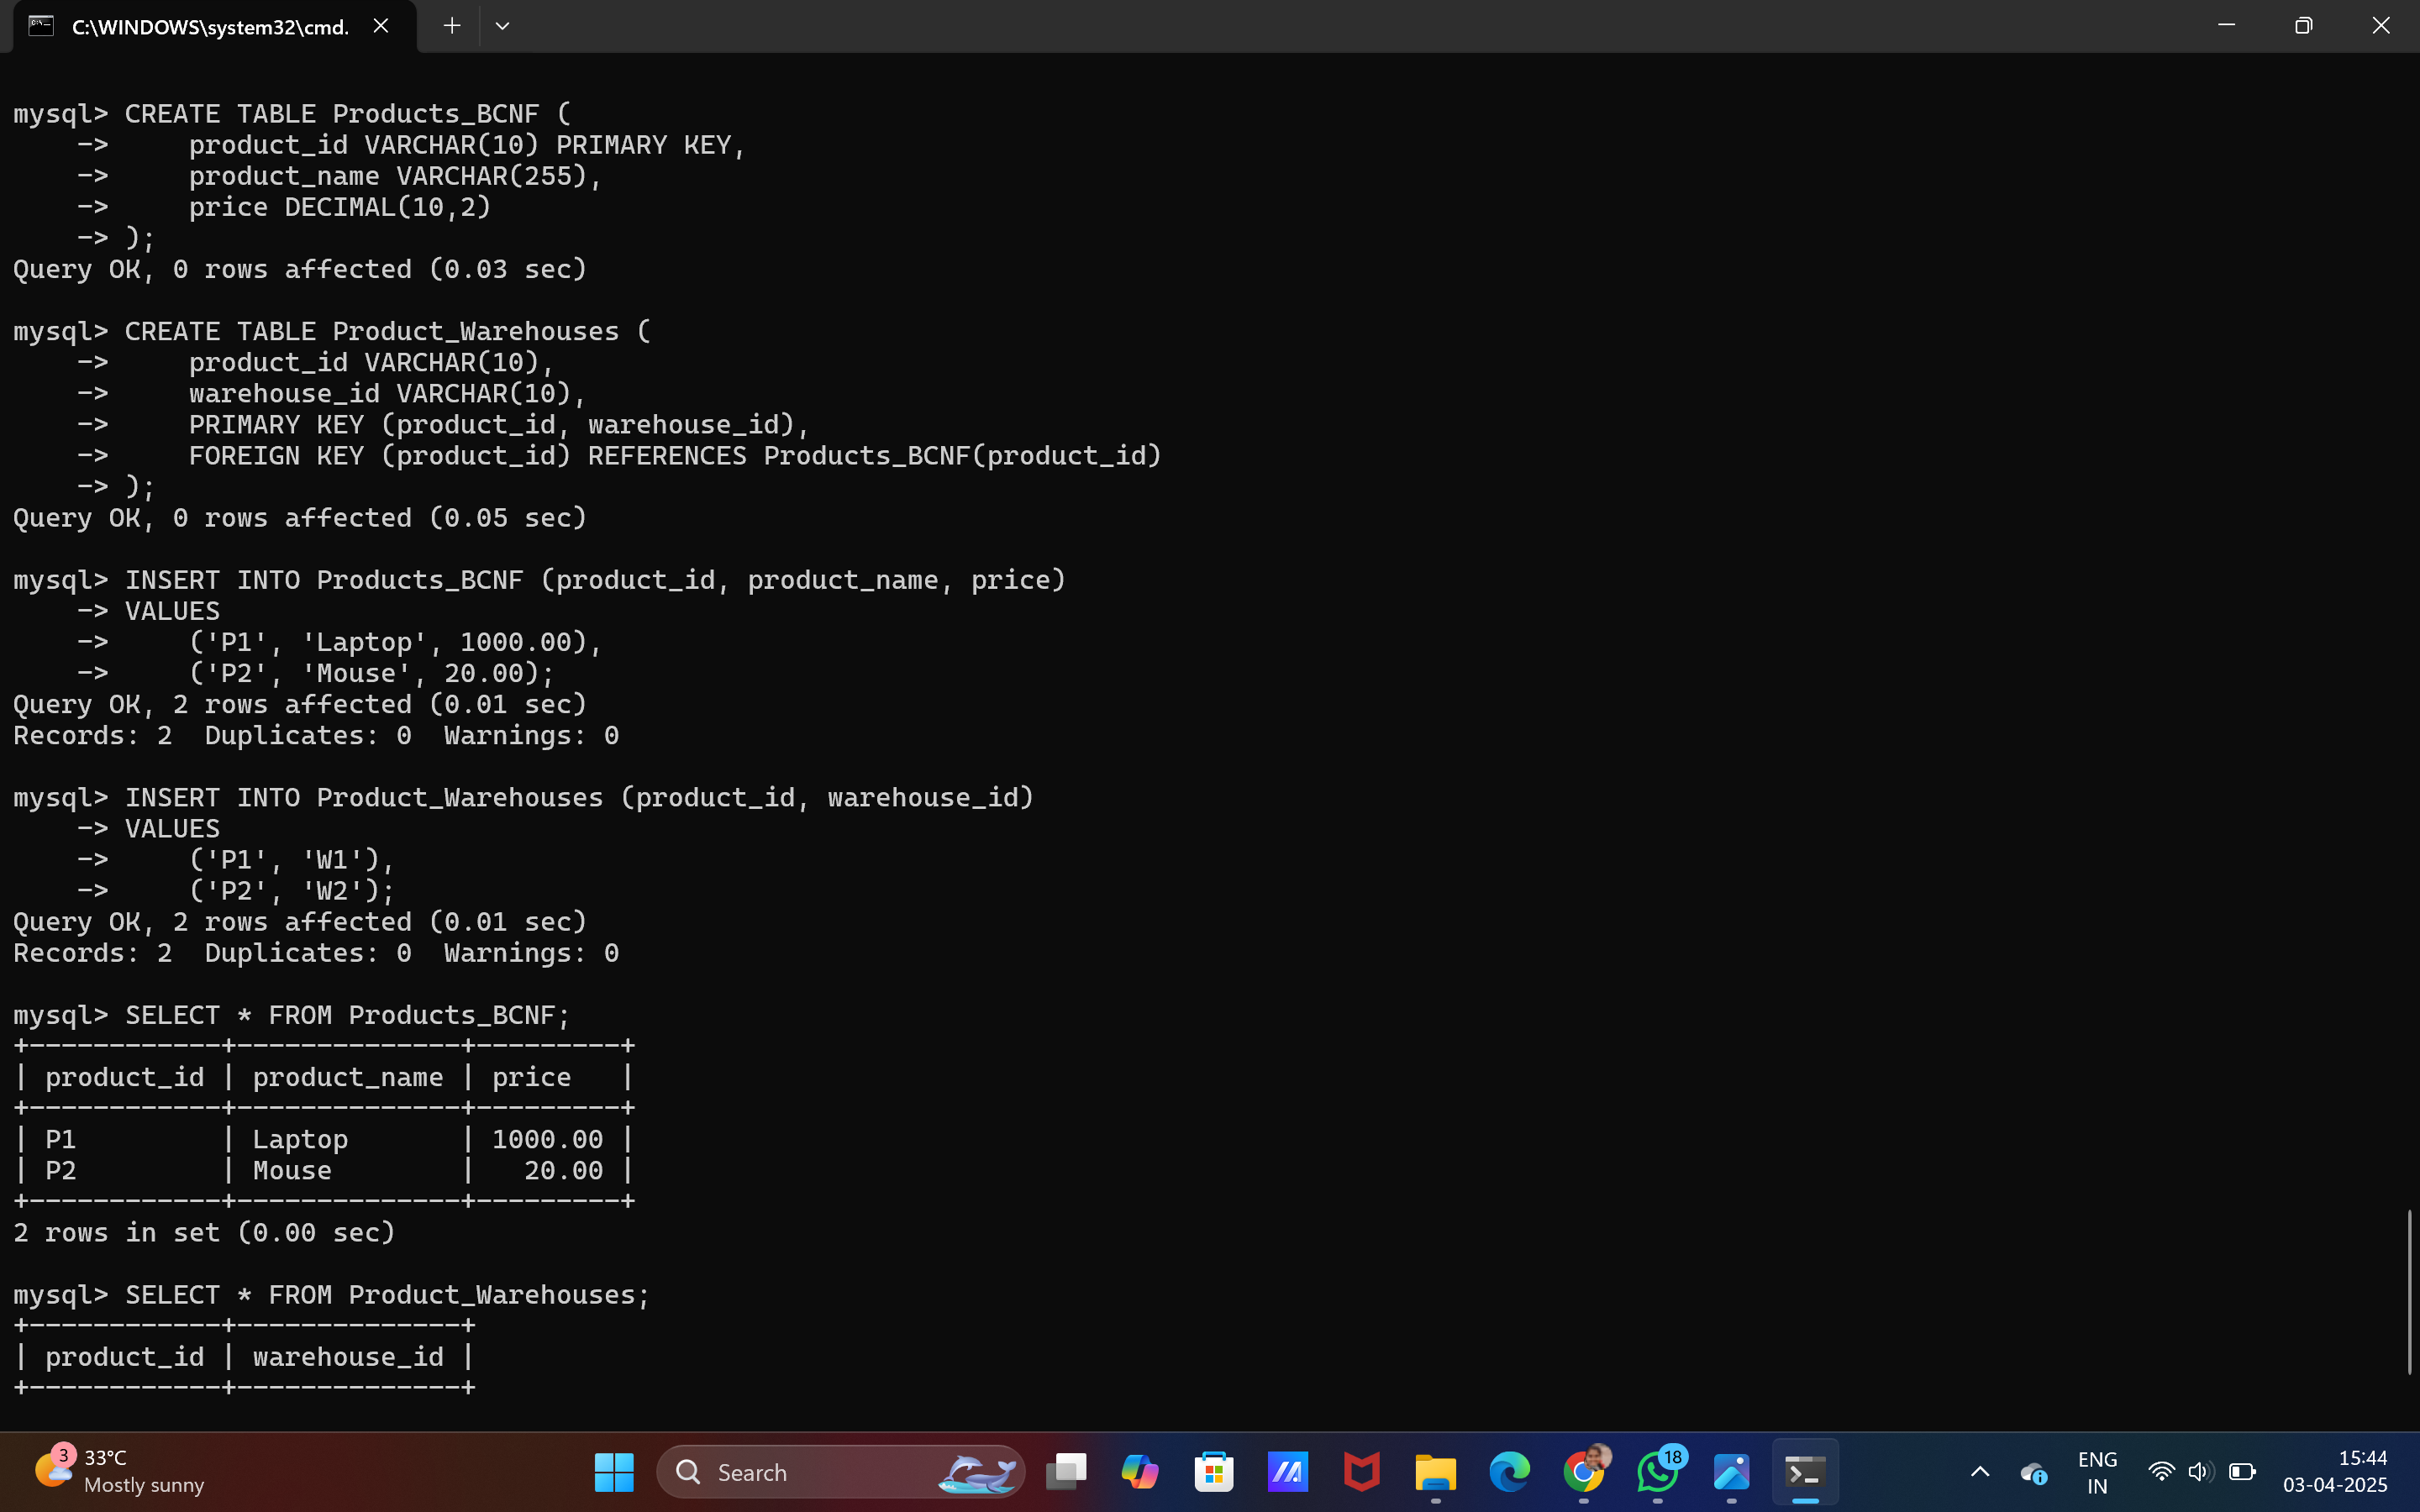 C:\WINDOWS\system32\cmd.
mysql> CREATE TABLE Products_BCNF (
    ->     product_id VARCHAR(10) PRIMARY KEY,
    ->     product_name VARCHAR(255),
    ->     price DECIMAL(10,2)
    -> );
Query OK, 0 rows affected (0.03 sec)

mysql> CREATE TABLE Product_Warehouses (
    ->     product_id VARCHAR(10),
    ->     warehouse_id VARCHAR(10),
    ->     PRIMARY KEY (product_id, warehouse_id),
    ->     FOREIGN KEY (product_id) REFERENCES Products_BCNF(product_id)
    -> );
Query OK, 0 rows affected (0.05 sec)

mysql> INSERT INTO Products_BCNF (product_id, product_name, price)
    -> VALUES
    ->     ('P1', 'Laptop', 1000.00),
    ->     ('P2', 'Mouse', 20.00);
Query OK, 2 rows affected (0.01 sec)
Records: 2  Duplicates: 0  Warnings: 0

mysql> INSERT INTO Product_Warehouses (product_id, warehouse_id)
    -> VALUES
    ->     ('P1', 'W1'),
    ->     ('P2', 'W2');
Query OK, 2 rows affected (0.01 sec)
Records: 2  Duplicates: 0  Warnings: 0

mysql> SELECT * FROM Products_BCNF;
+------------+--------------+---------+
| product_id | product_name | price   |
+------------+--------------+---------+
| P1         | Laptop       | 1000.00 |
| P2         | Mouse        |   20.00 |
+------------+--------------+---------+
2 rows in set (0.00 sec)

mysql> SELECT * FROM Product_Warehouses;
+------------+--------------+
| product_id | warehouse_id |
+------------+--------------+
3
33°C
Mostly sunny
Search
18
ENG
IN
15:44
03-04-2025